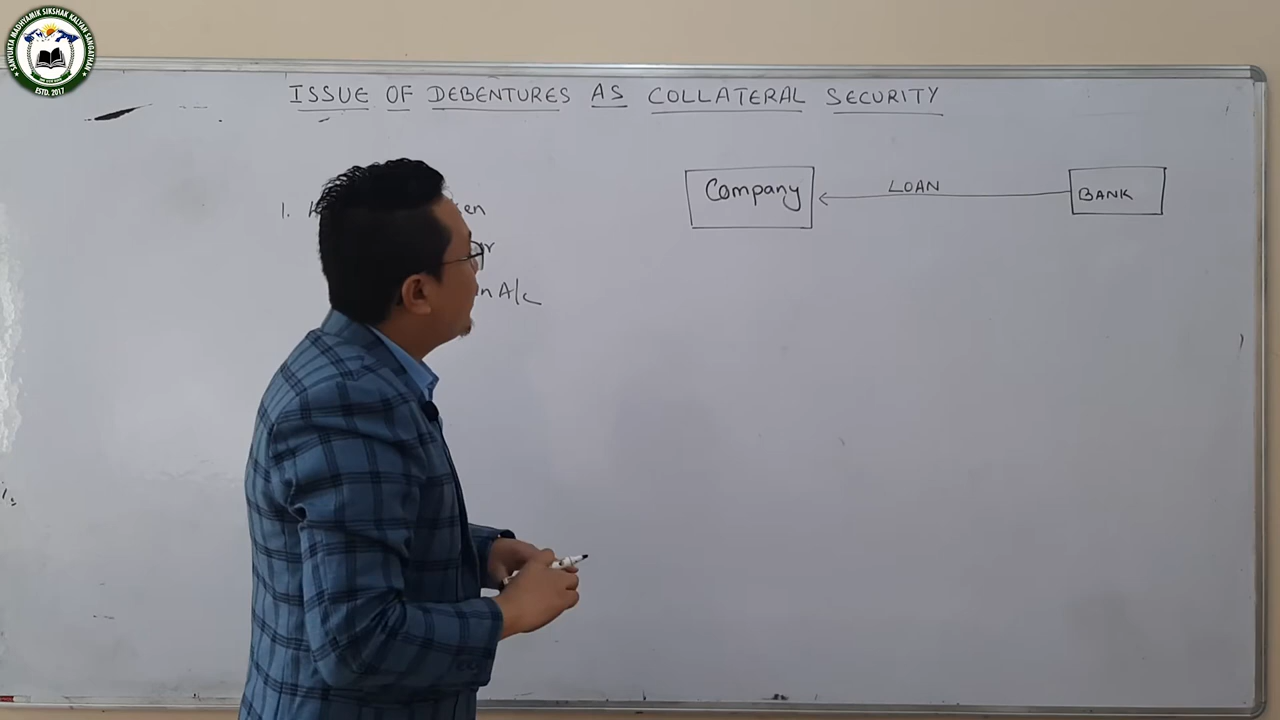 SANYUKTA MADHYAMIK SIKSHAK KALYAN SANGATHAN
ESTD. 2017
ISSUE OF DEBENTURES AS COLLATERAL SECURITY
Company
LOAN
BANK
1.
A/c